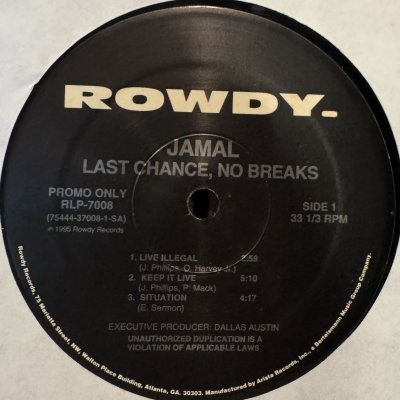 ROWDY.
JAMAL
LAST CHANCE, NO BREAKS
PROMO ONLY
RLP-7008
(75444-37008-1-SA)
℗ 1995 Rowdy Records
SIDE 1
33 1/3 RPM
1. LIVE ILLEGAL 2:59
(J. Phillips, O. Harvey Jr.)
2. KEEP IT LIVE 5:10
(J. Phillips, P. Mack)
3. SITUATION 4:17
(E. Sermon)
EXECUTIVE PRODUCER: DALLAS AUSTIN
UNAUTHORIZED DUPLICATION IS A
VIOLATION OF APPLICABLE LAWS
Rowdy Records, 75 Marietta Street, NW, Walton Place Building, Atlanta, GA. 30303. Manufactured by Arista Records, Inc., a Bertelsmann Music Group Company.